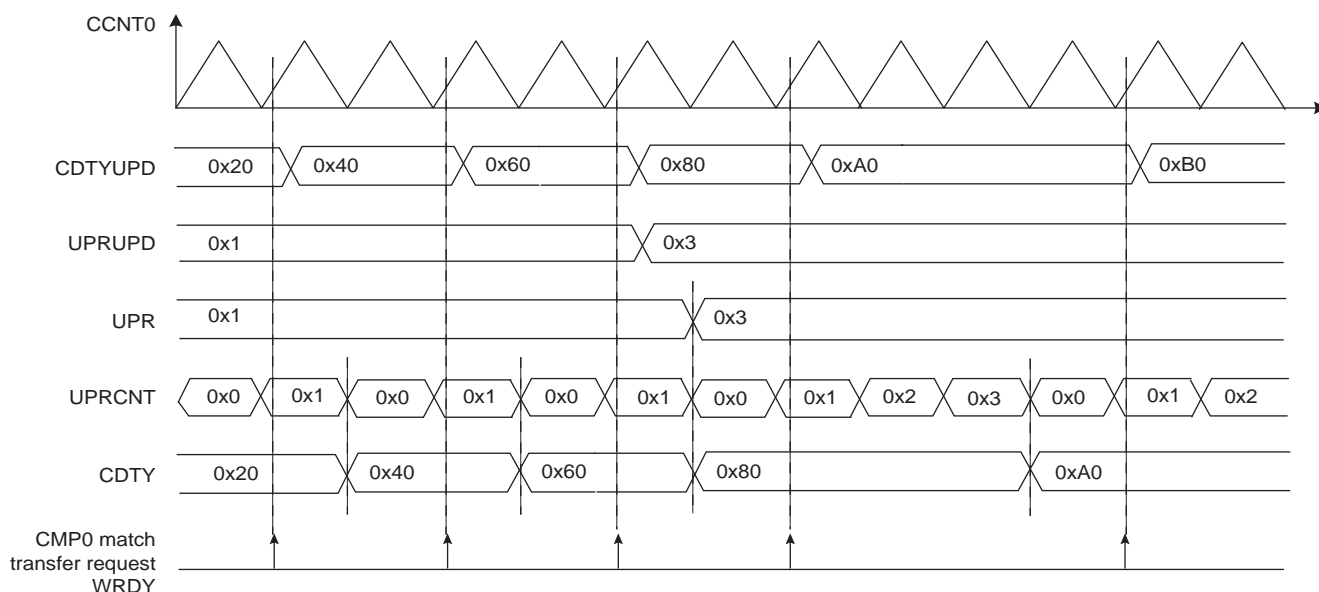 CCNT0
CDTYUPD 0x20 0x40 0x60 0x80 0xA0 0xB0
UPRUPD 0x1 0x3
UPR 0x1 0x3
UPRCNT 0x0 0x1 0x0 0x1 0x0 0x1 0x0 0x1 0x2 0x3 0x0 0x1 0x2
CDTY 0x20 0x40 0x60 0x80 0xA0
CMP0 match
transfer request
WRDY